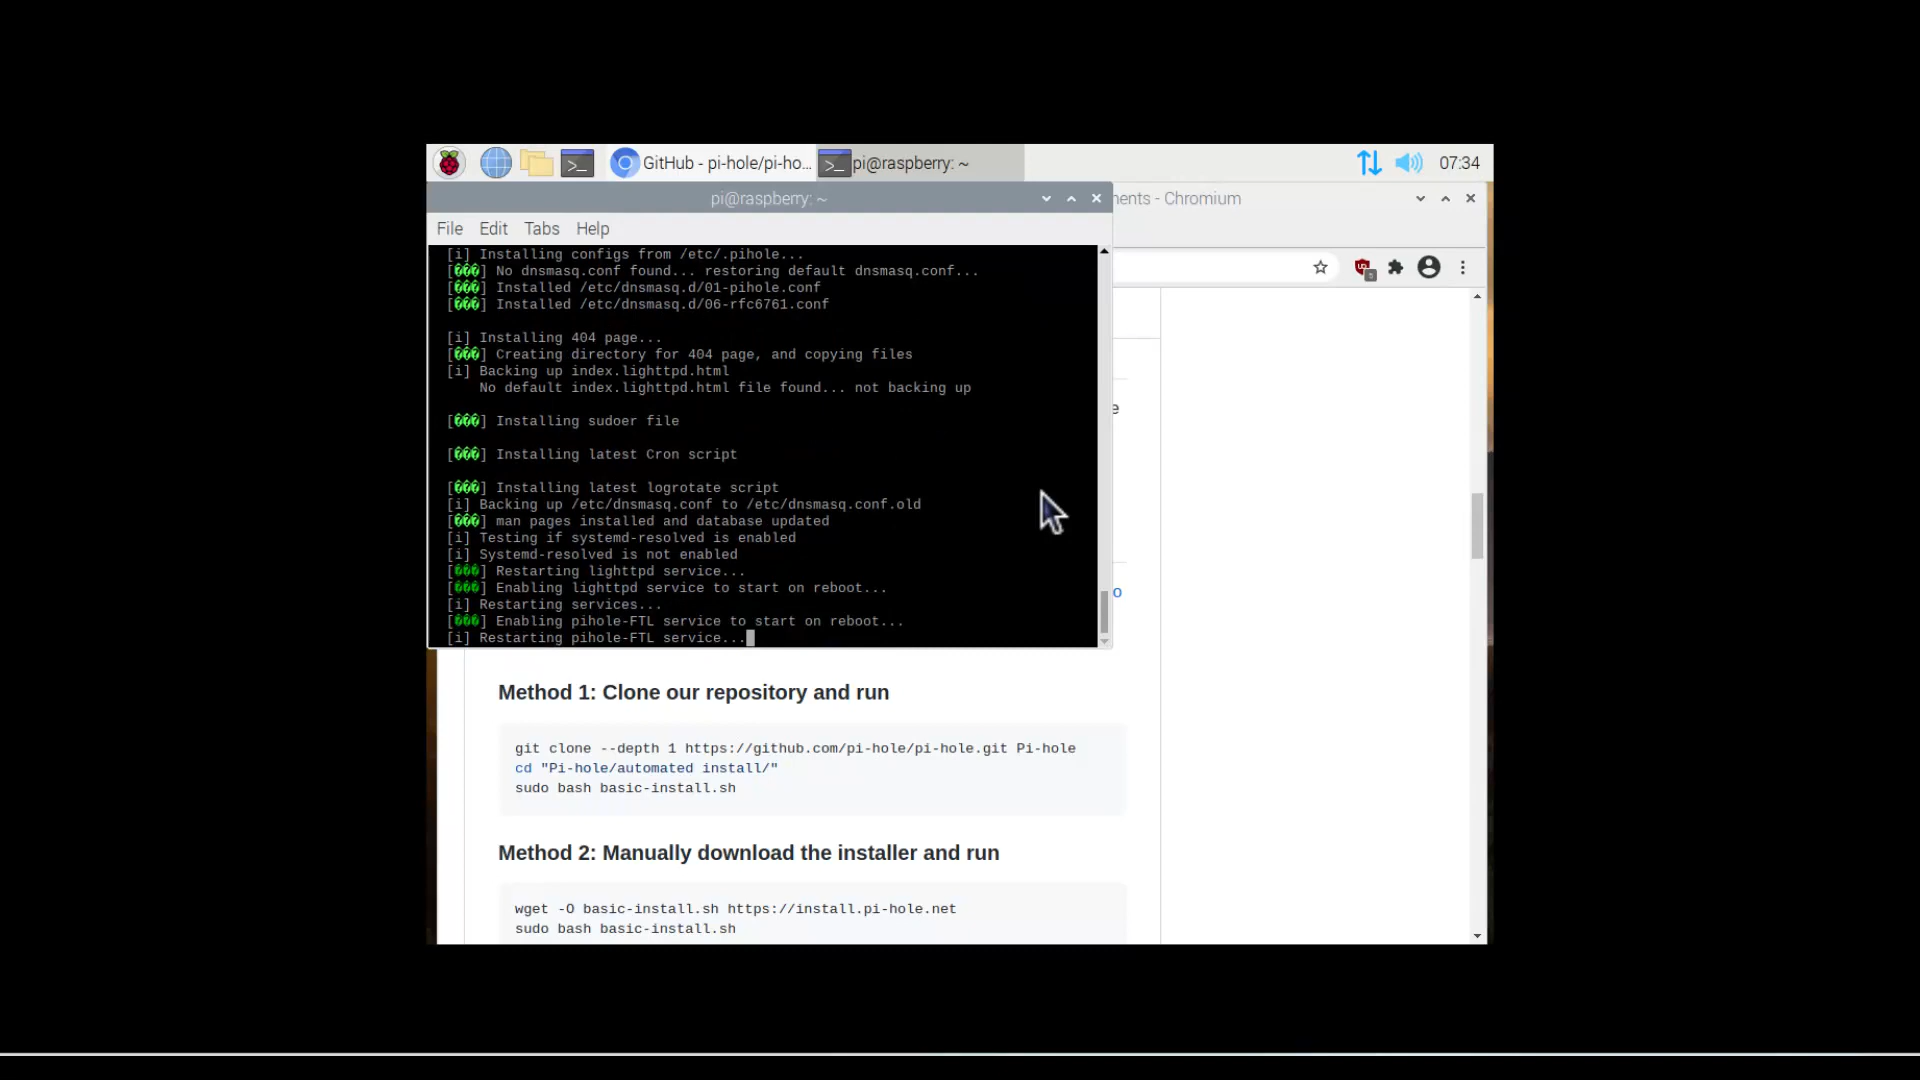 GitHub - pi-hole/pi-ho...
pi@raspberry: ~
07:34
pi@raspberry: ~
ents - Chromium
File Edit Tabs Help
[i] Installing configs from /etc/.pihole...
[���] No dnsmasq.conf found... restoring default dnsmasq.conf...
[���] Installed /etc/dnsmasq.d/01-pihole.conf
[���] Installed /etc/dnsmasq.d/06-rfc6761.conf
[i] Installing 404 page...
[���] Creating directory for 404 page, and copying files
[i] Backing up index.lighttpd.html
No default index.lighttpd.html file found... not backing up
[���] Installing sudoer file
[���] Installing latest Cron script
[���] Installing latest logrotate script
[i] Backing up /etc/dnsmasq.conf to /etc/dnsmasq.conf.old
[���] man pages installed and database updated
[i] Testing if systemd-resolved is enabled
[i] Systemd-resolved is not enabled
[���] Restarting lighttpd service...
[���] Enabling lighttpd service to start on reboot...
[i] Restarting services...
[���] Enabling pihole-FTL service to start on reboot...
[i] Restarting pihole-FTL service...
e
o
Method 1: Clone our repository and run
git clone --depth 1 https://github.com/pi-hole/pi-hole.git Pi-hole
cd "Pi-hole/automated install/"
sudo bash basic-install.sh
Method 2: Manually download the installer and run
wget -O basic-install.sh https://install.pi-hole.net
sudo bash basic-install.sh